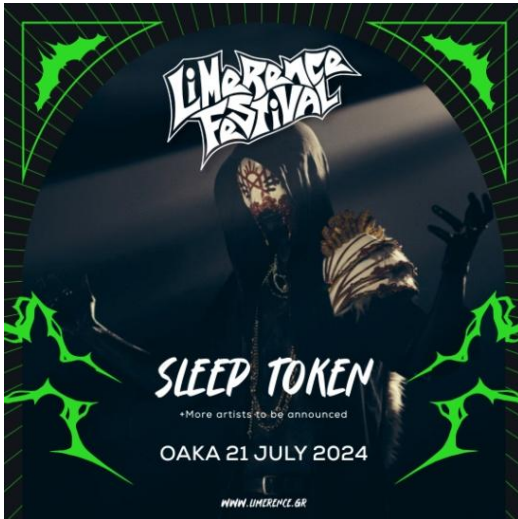 LiMeReNce
FeStiVAL
SLEEP TOKEN
+More artists to be announced
OAKA 21 JULY 2024
WWW.LIMERENCE.GR